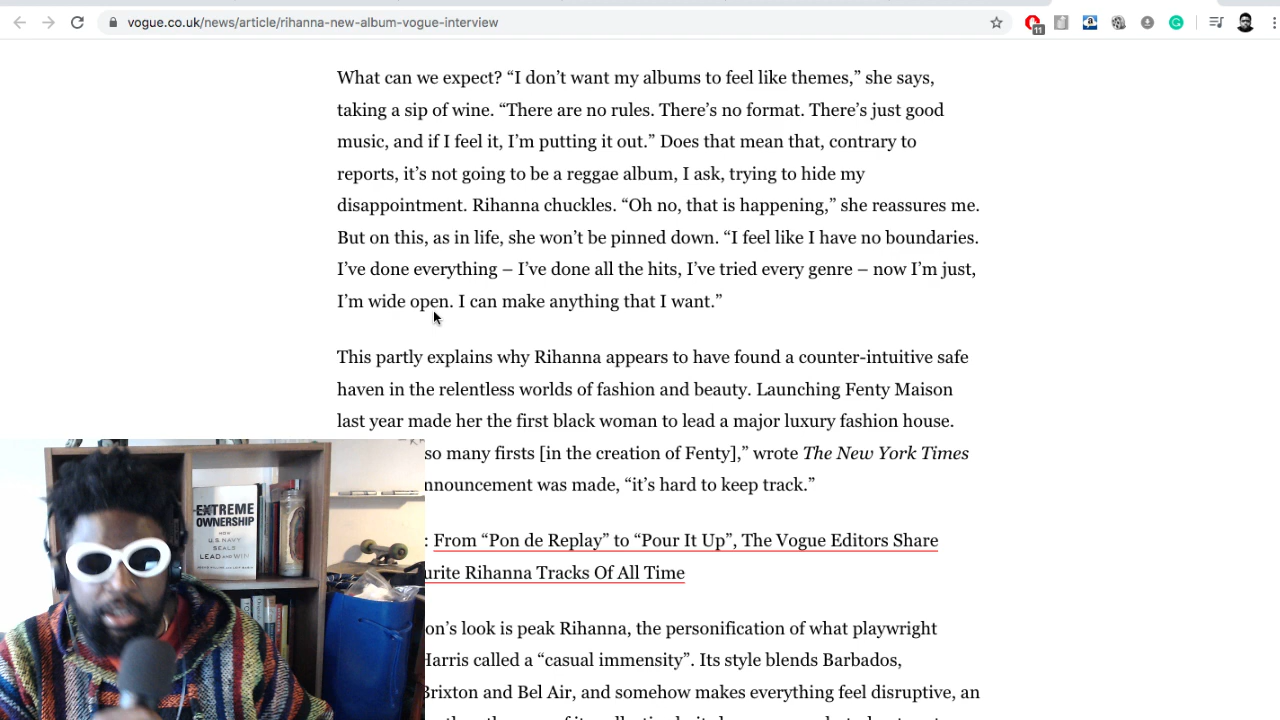 vogue.co.uk/news/article/rihanna-new-album-vogue-interview
11
What can we expect? “I don’t want my albums to feel like themes,” she says,
taking a sip of wine. “There are no rules. There’s no format. There’s just good
music, and if I feel it, I’m putting it out.” Does that mean that, contrary to
reports, it’s not going to be a reggae album, I ask, trying to hide my
disappointment. Rihanna chuckles. “Oh no, that is happening,” she reassures me.
But on this, as in life, she won’t be pinned down. “I feel like I have no boundaries.
I’ve done everything – I’ve done all the hits, I’ve tried every genre – now I’m just,
I’m wide open. I can make anything that I want.”
This partly explains why Rihanna appears to have found a counter-intuitive safe
haven in the relentless worlds of fashion and beauty. Launching Fenty Maison
last year made her the first black woman to lead a major luxury fashion house.
so many firsts [in the creation of Fenty],” wrote The New York Times
nnouncement was made, “it’s hard to keep track.”
: From “Pon de Replay” to “Pour It Up”, The Vogue Editors Share
urite Rihanna Tracks Of All Time
on’s look is peak Rihanna, the personification of what playwright
Harris called a “casual immensity”. Its style blends Barbados,
Brixton and Bel Air, and somehow makes everything feel disruptive, an
EXTREME
OWNERSHIP
HOW
U.S. NAVY
SEALS
LEAD AND WIN